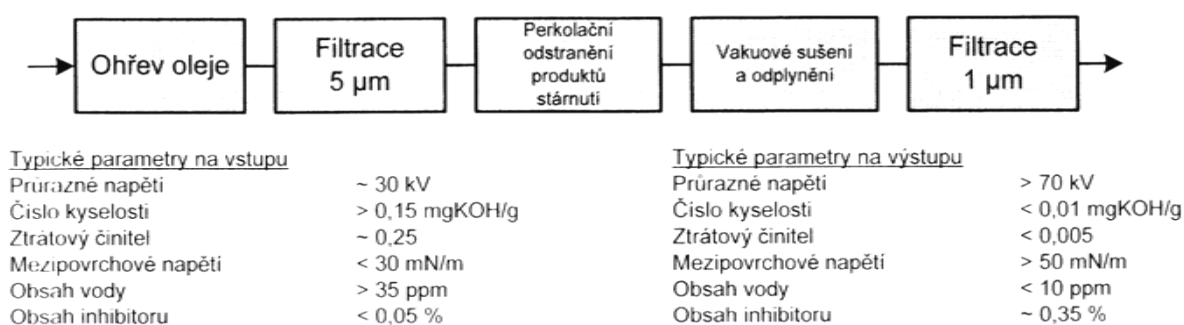 Ohřev oleje
Filtrace
5 µm
Perkolační
odstranění
produktů
stárnutí
Vakuové sušení
a odplynění
Filtrace
1 µm
Typické parametry na vstupu
Průrazné napětí ~ 30 kV
Číslo kyselosti > 0,15 mgKOH/g
Ztrátový činitel ~ 0,25
Mezipovrchové napětí < 30 mN/m
Obsah vody > 35 ppm
Obsah inhibitoru < 0,05 %
Typické parametry na výstupu
Průrazné napětí > 70 kV
Číslo kyselosti < 0,01 mgKOH/g
Ztrátový činitel < 0,005
Mezipovrchové napětí > 50 mN/m
Obsah vody < 10 ppm
Obsah inhibitoru ~ 0,35 %